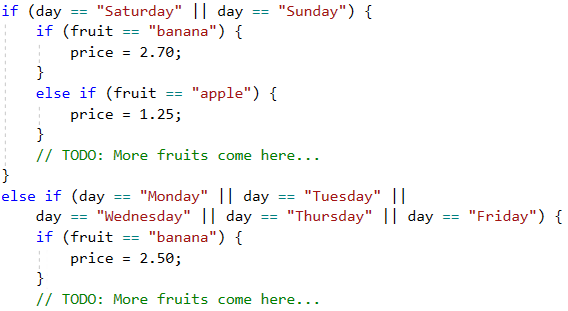 if (day == "Saturday" || day == "Sunday") {
    if (fruit == "banana") {
        price = 2.70;
    }
    else if (fruit == "apple") {
        price = 1.25;
    }
    // TODO: More fruits come here...
}
else if (day == "Monday" || day == "Tuesday" ||
    day == "Wednesday" || day == "Thursday" || day == "Friday") {
    if (fruit == "banana") {
        price = 2.50;
    }
    // TODO: More fruits come here...